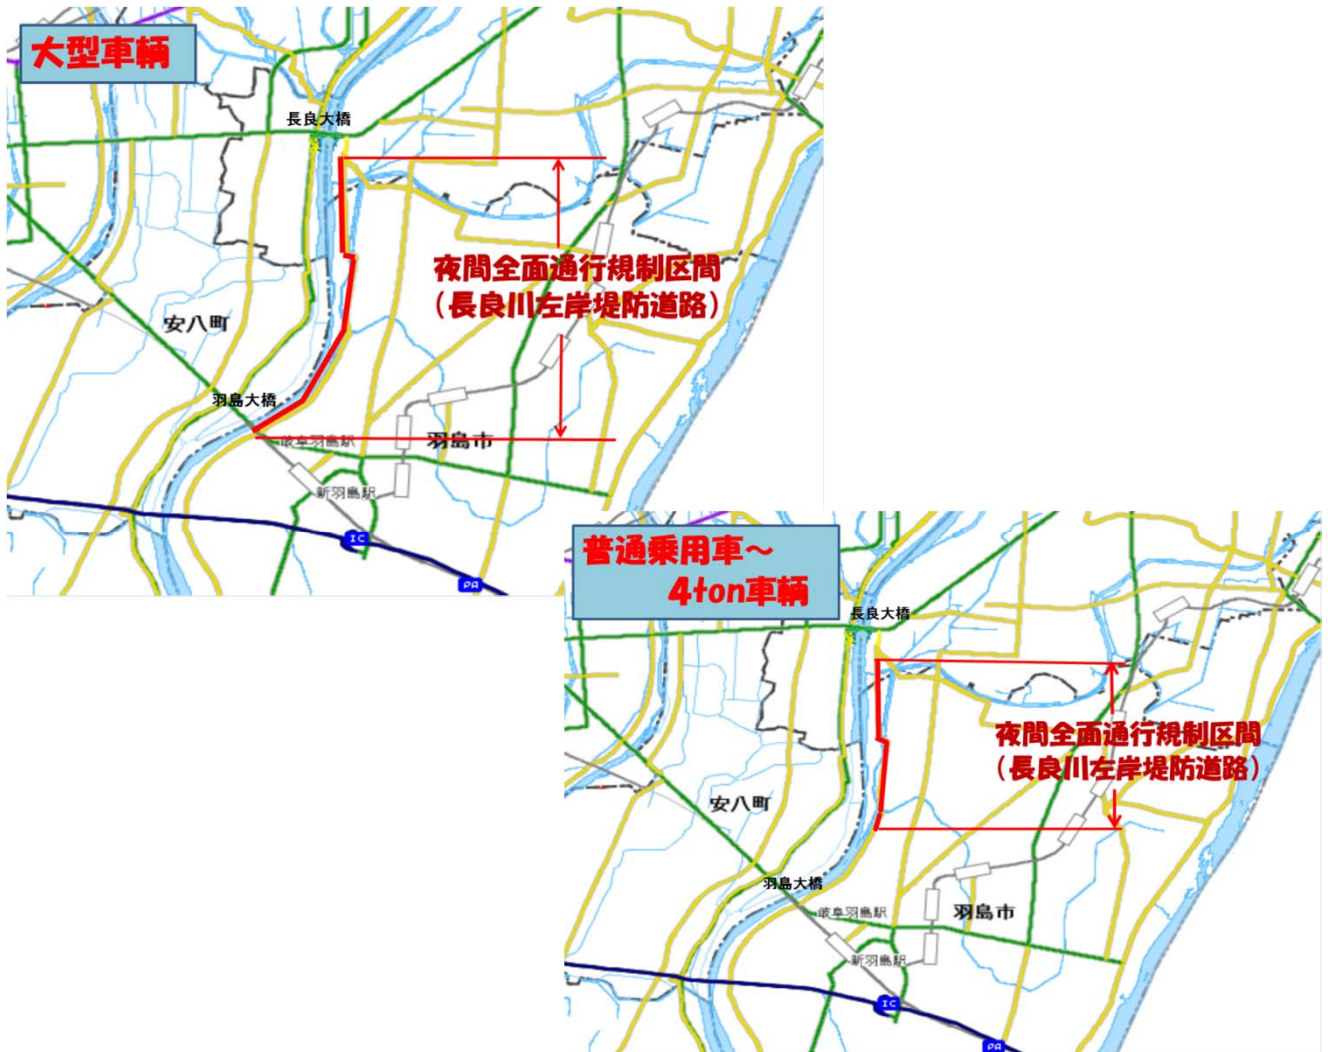 大型車輌
長良大橋
夜間全面通行規制区間
（長良川左岸堤防道路）
安八町
羽島大橋
岐阜羽島駅
羽島市
新羽島駅
IC
PA
普通乗用車～
4ton車輌
長良大橋
夜間全面通行規制区間
（長良川左岸堤防道路）
安八町
羽島大橋
岐阜羽島駅
羽島市
新羽島駅
IC
PA